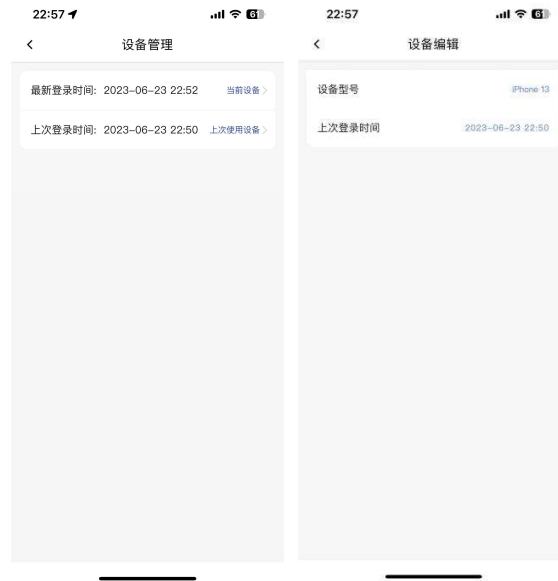 22:57
61
设备管理
最新登录时间: 2023-06-23 22:52 当前设备
上次登录时间: 2023-06-23 22:50 上次使用设备
22:57
61
设备编辑
设备型号 iPhone 13
上次登录时间 2023-06-23 22:50